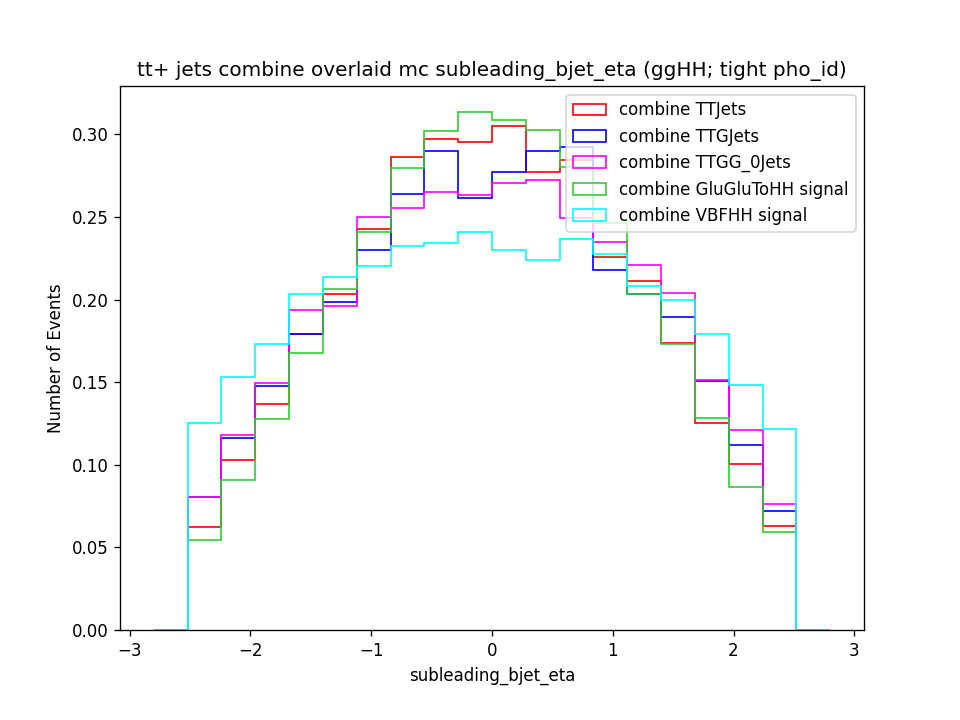 tt+ jets combine overlaid mc subleading_bjet_eta (ggHH; tight pho_id)
combine TTJets
combine TTGJets
combine TTGG_0Jets
combine GluGluToHH signal
combine VBFHH signal
Number of Events
0.30
0.25
0.20
0.15
0.10
0.05
0.00
−3
−2
−1
0
1
2
3
subleading_bjet_eta